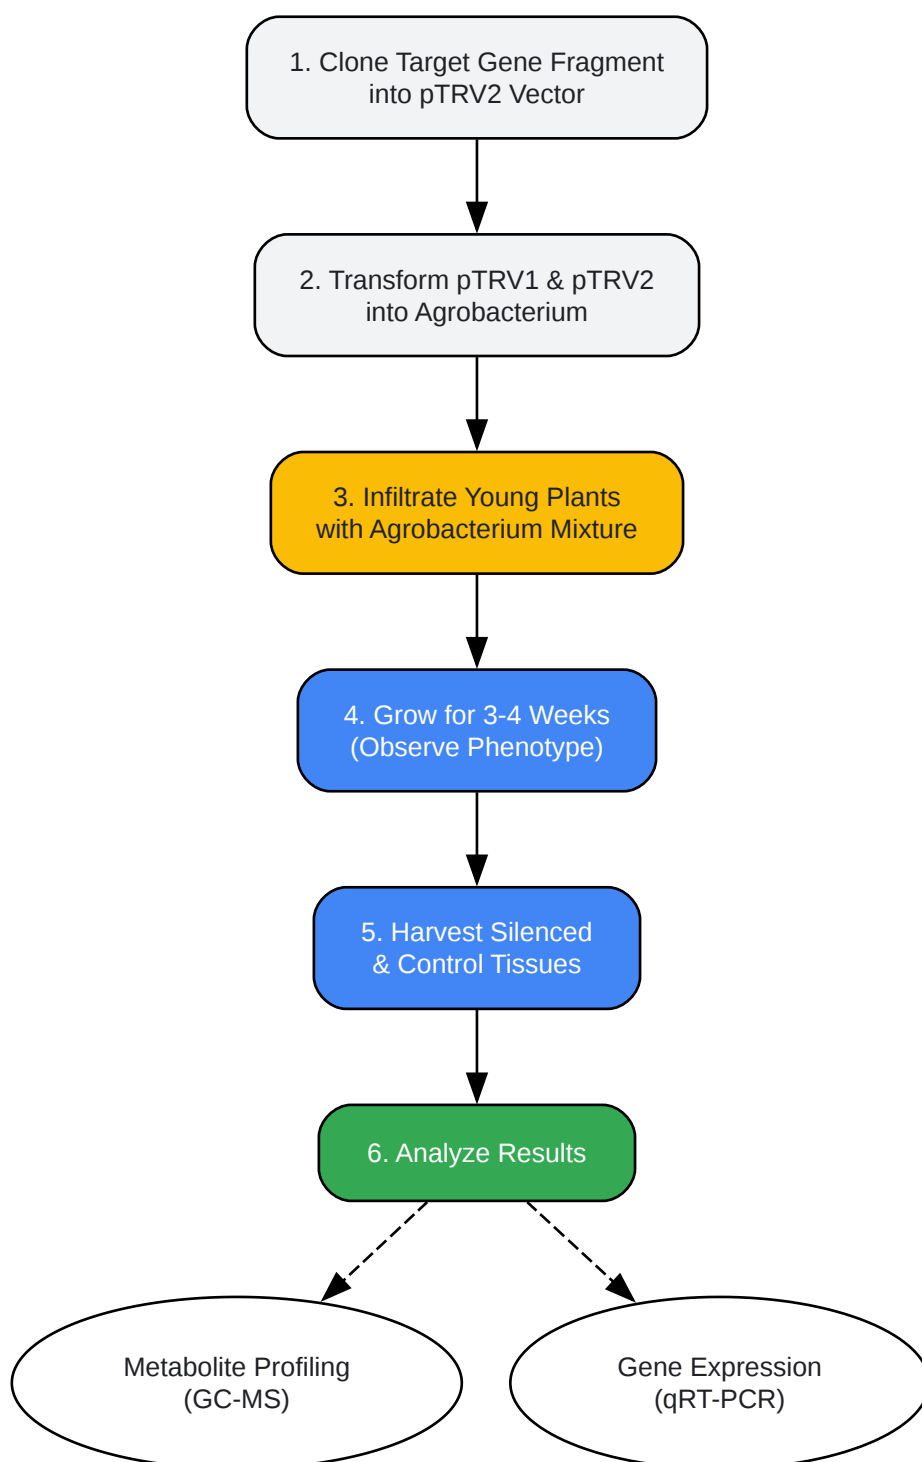 1. Clone Target Gene Fragment
into pTRV2 Vector
2. Transform pTRV1 & pTRV2
into Agrobacterium
3. Infiltrate Young Plants
with Agrobacterium Mixture
4. Grow for 3-4 Weeks
(Observe Phenotype)
5. Harvest Silenced
& Control Tissues
6. Analyze Results
Metabolite Profiling
(GC-MS)
Gene Expression
(qRT-PCR)